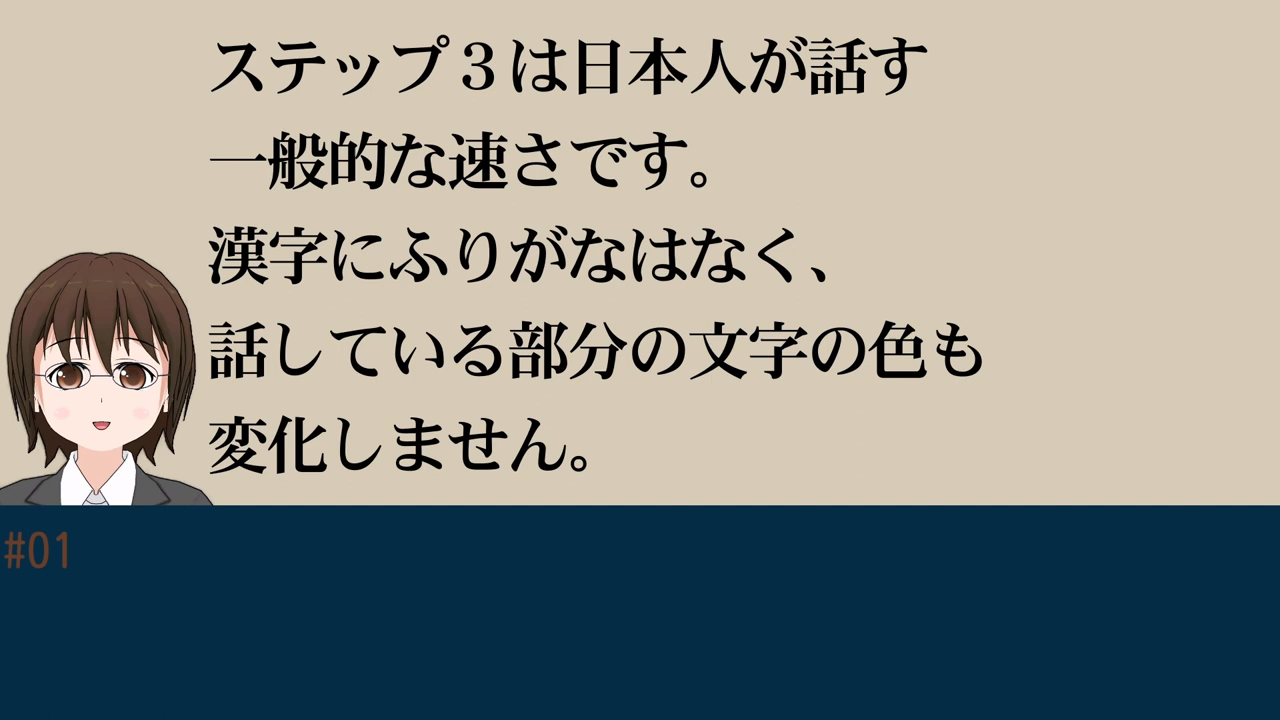 ステップ３は日本人が話す
一般的な速さです。
漢字にふりがなはなく、
話している部分の文字の色も
変化しません。
#01